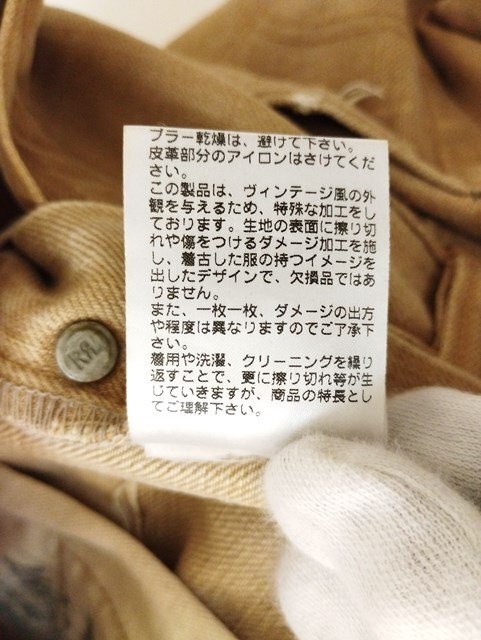 ブラー乾燥は、避けて下さい。
皮革部分のアイロンはさけてくだ
さい。
この製品は、ヴィンテージ風の外
観を与えるため、特殊な加工をし
ております。生地の表面に擦り切
れや傷をつけるダメージ加工を施
し、着古した服の持つイメージを
出したデザインで、欠損品ではあ
りません。
また、一枚一枚、ダメージの出方
や程度は異なりますのでご了承下
さい。
着用や洗濯、クリーニングを繰り
返すことで、更に擦り切れ等が生
じていきますが、商品の特長とし
てご理解下さい。
RRL